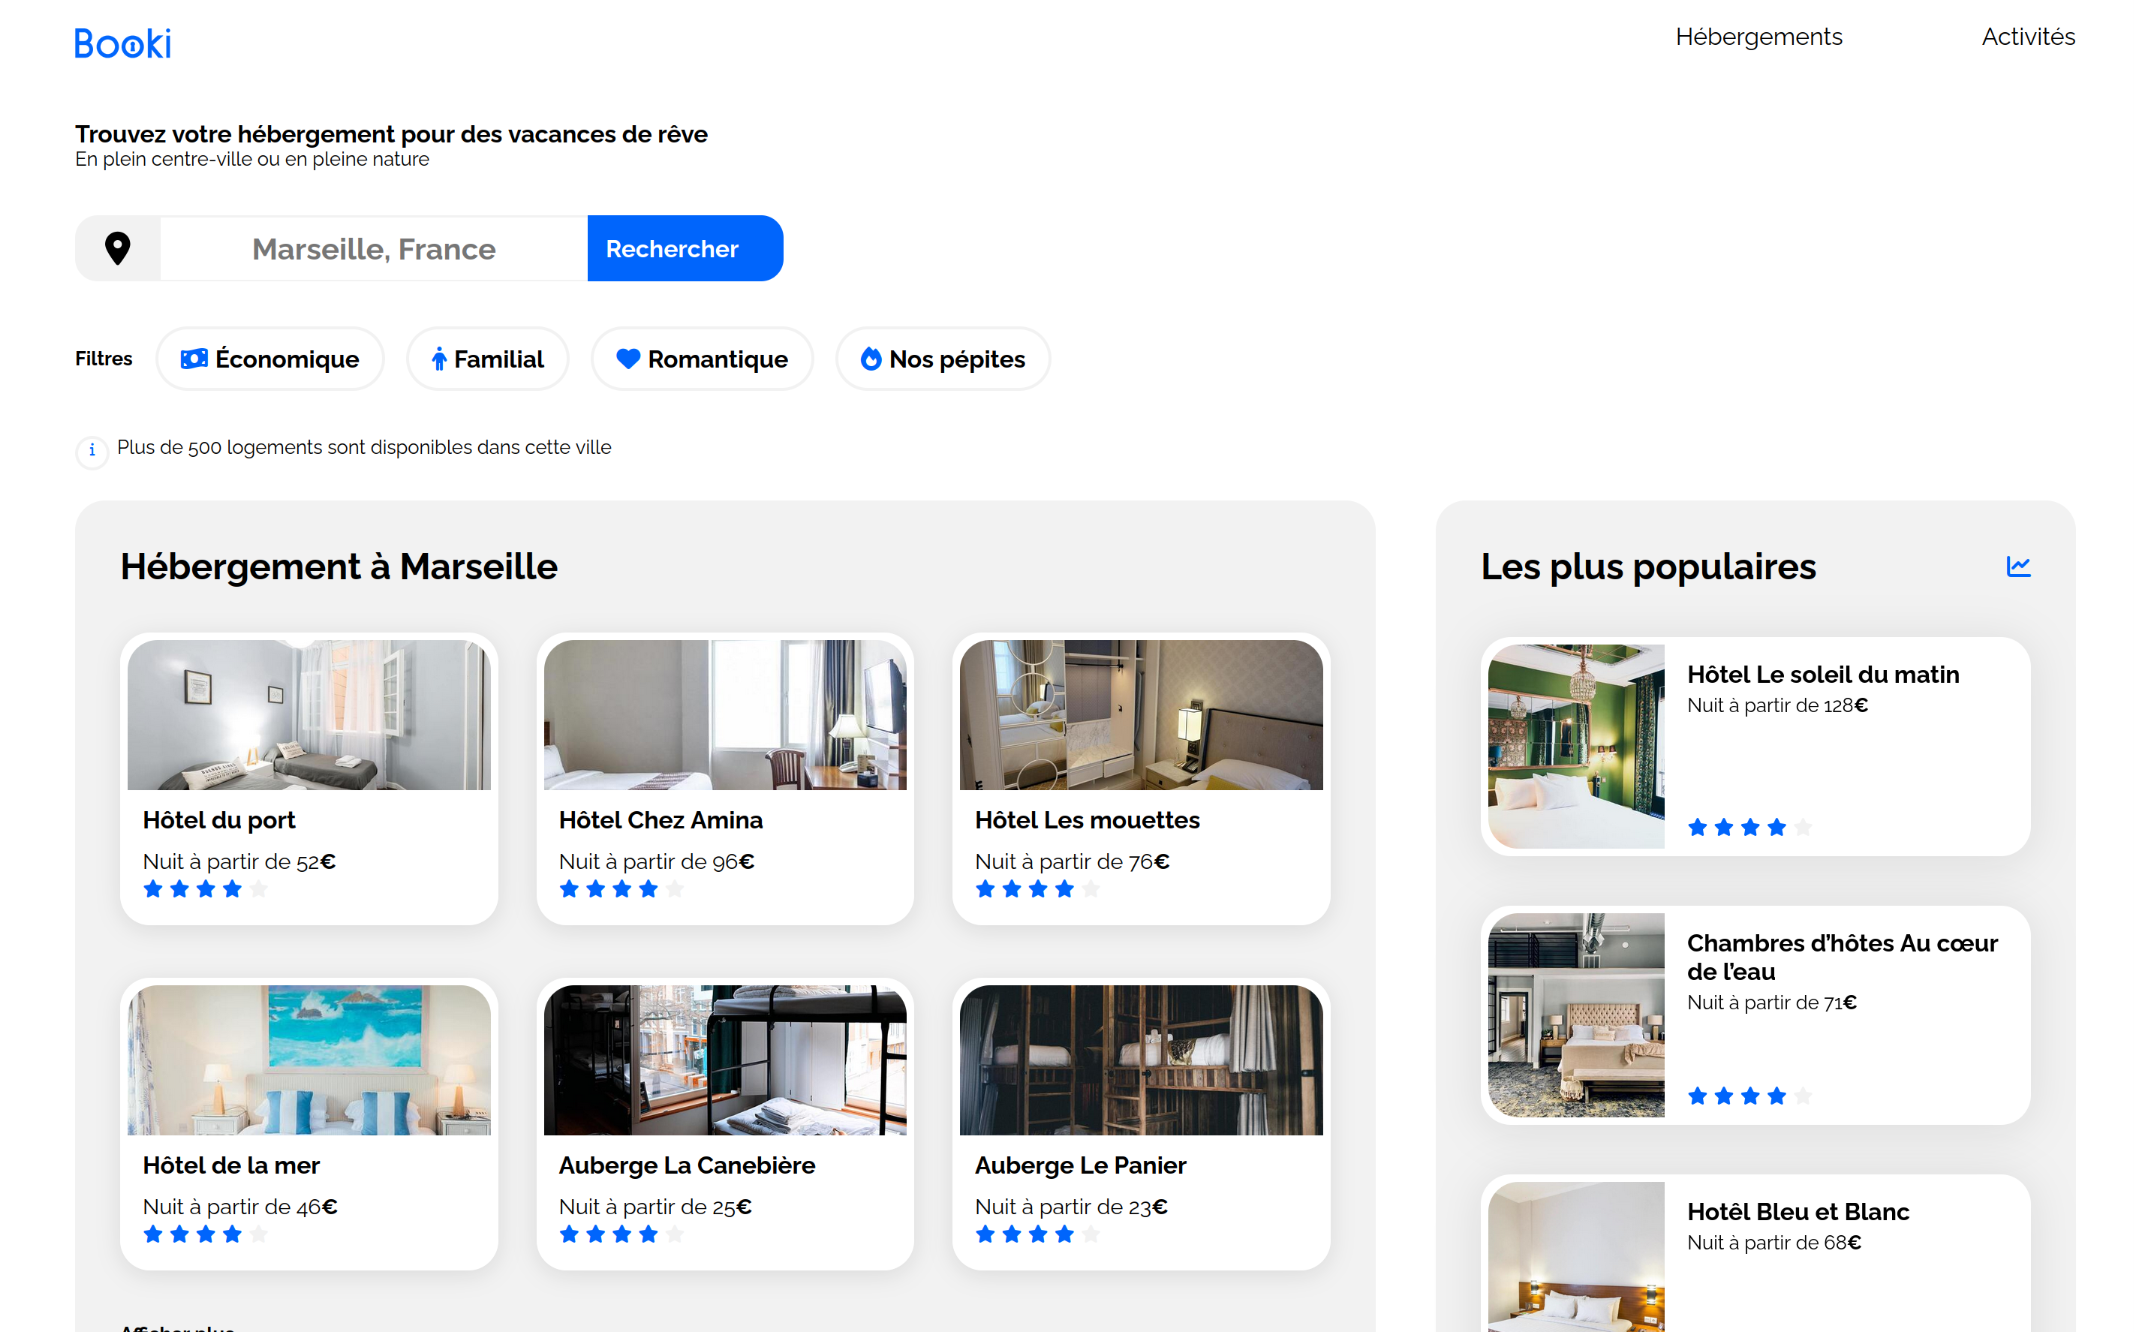 Booki
Hébergements
Activités
Trouvez votre hébergement pour des vacances de rêve
En plein centre-ville ou en pleine nature
Marseille, France
Rechercher
Filtres
Économique
Familial
Romantique
Nos pépites
Plus de 500 logements sont disponibles dans cette ville
Hébergement à Marseille
Hôtel du port
Nuit à partir de 52€
Hôtel Chez Amina
Nuit à partir de 96€
Hôtel Les mouettes
Nuit à partir de 76€
Hôtel de la mer
Nuit à partir de 46€
Auberge La Canebière
Nuit à partir de 25€
Auberge Le Panier
Nuit à partir de 23€
Afficher plus
Les plus populaires
Hôtel Le soleil du matin
Nuit à partir de 128€
Chambres d’hôtes Au cœur
de l’eau
Nuit à partir de 71€
Hotêl Bleu et Blanc
Nuit à partir de 68€